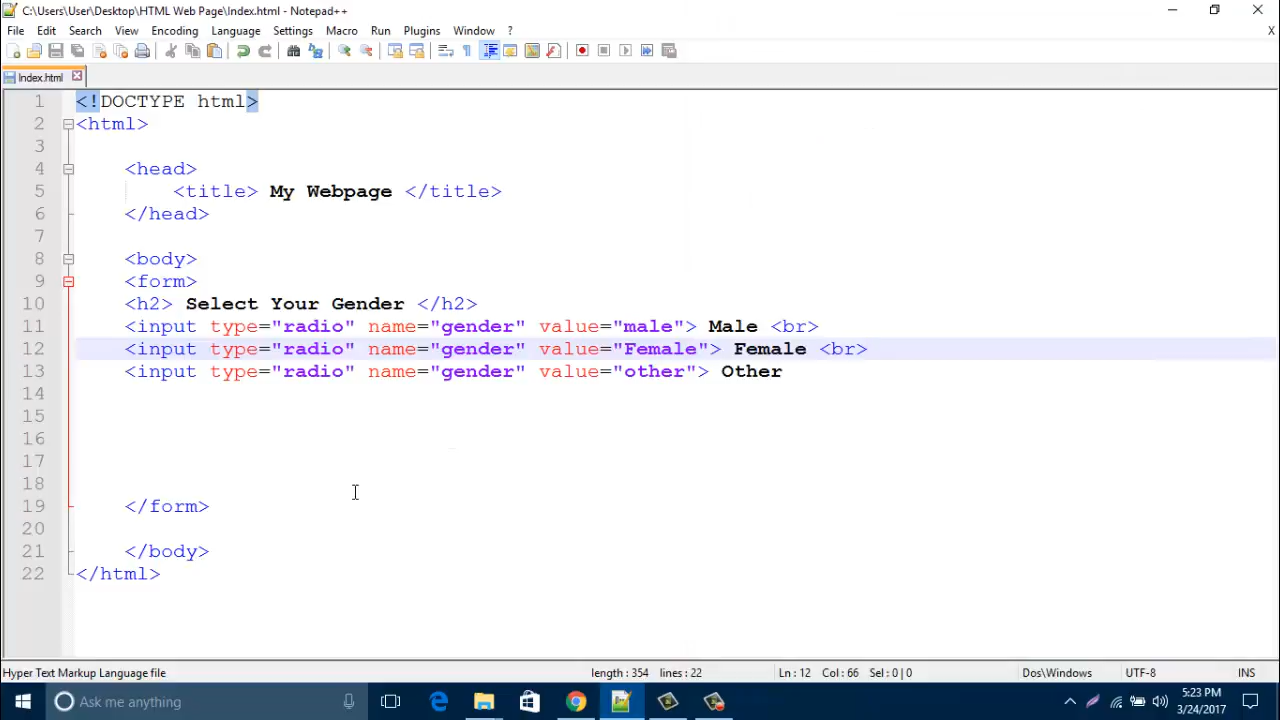 C:\Users\User\Desktop\HTML Web Page\Index.html - Notepad++
File Edit Search View Encoding Language Settings Macro Run Plugins Window ? X
Index.html
1 <!DOCTYPE html>
2 <html>
3
4 <head>
5 <title> My Webpage </title>
6 </head>
7
8 <body>
9 <form>
10 <h2> Select Your Gender </h2>
11 <input type="radio" name="gender" value="male"> Male <br>
12 <input type="radio" name="gender" value="Female"> Female <br>
13 <input type="radio" name="gender" value="other"> Other
14
15
16
17
18
19 </form>
20
21 </body>
22 </html>
Hyper Text Markup Language file length : 354 lines : 22 Ln : 12 Col : 66 Sel : 0 | 0 Dos\Windows UTF-8 INS
Ask me anything
5:23 PM
3/24/2017